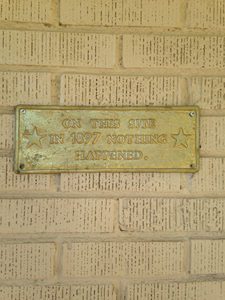 ON THIS SITE
IN 1897 NOTHING
HAPPENED.